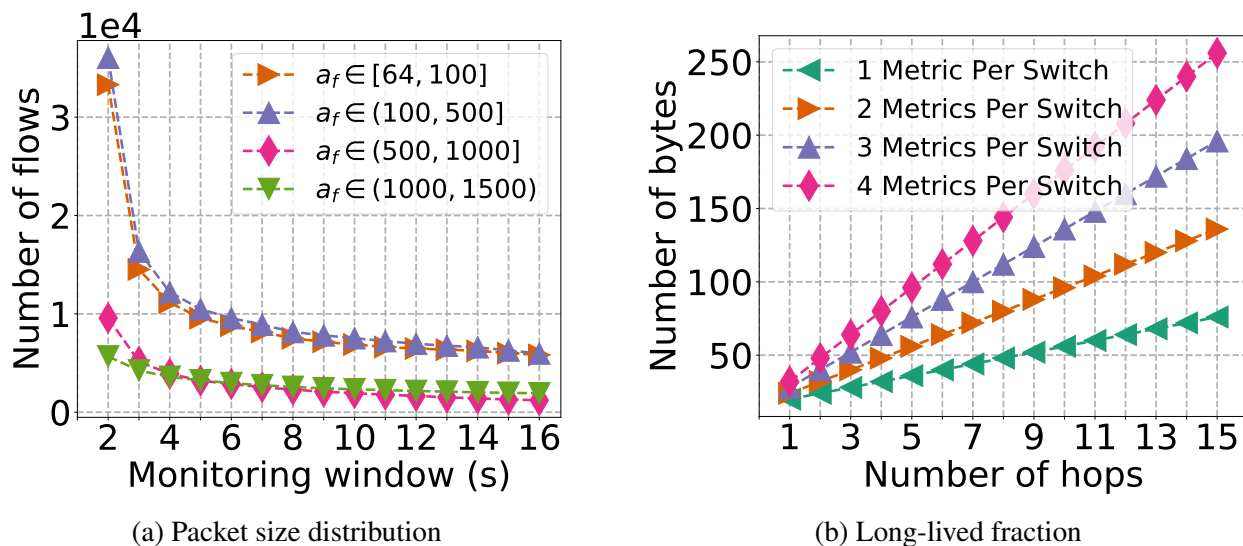 1e4
Number of flows
3
2
1
0
a_f ∈ [64, 100]
a_f ∈ (100, 500]
a_f ∈ (500, 1000]
a_f ∈ (1000, 1500)
2 4 6 8 10 12 14 16
Monitoring window (s)
(a) Packet size distribution
Number of bytes
250
200
150
100
50
1 Metric Per Switch
2 Metrics Per Switch
3 Metrics Per Switch
4 Metrics Per Switch
1 3 5 7 9 11 13 15
Number of hops
(b) Long-lived fraction